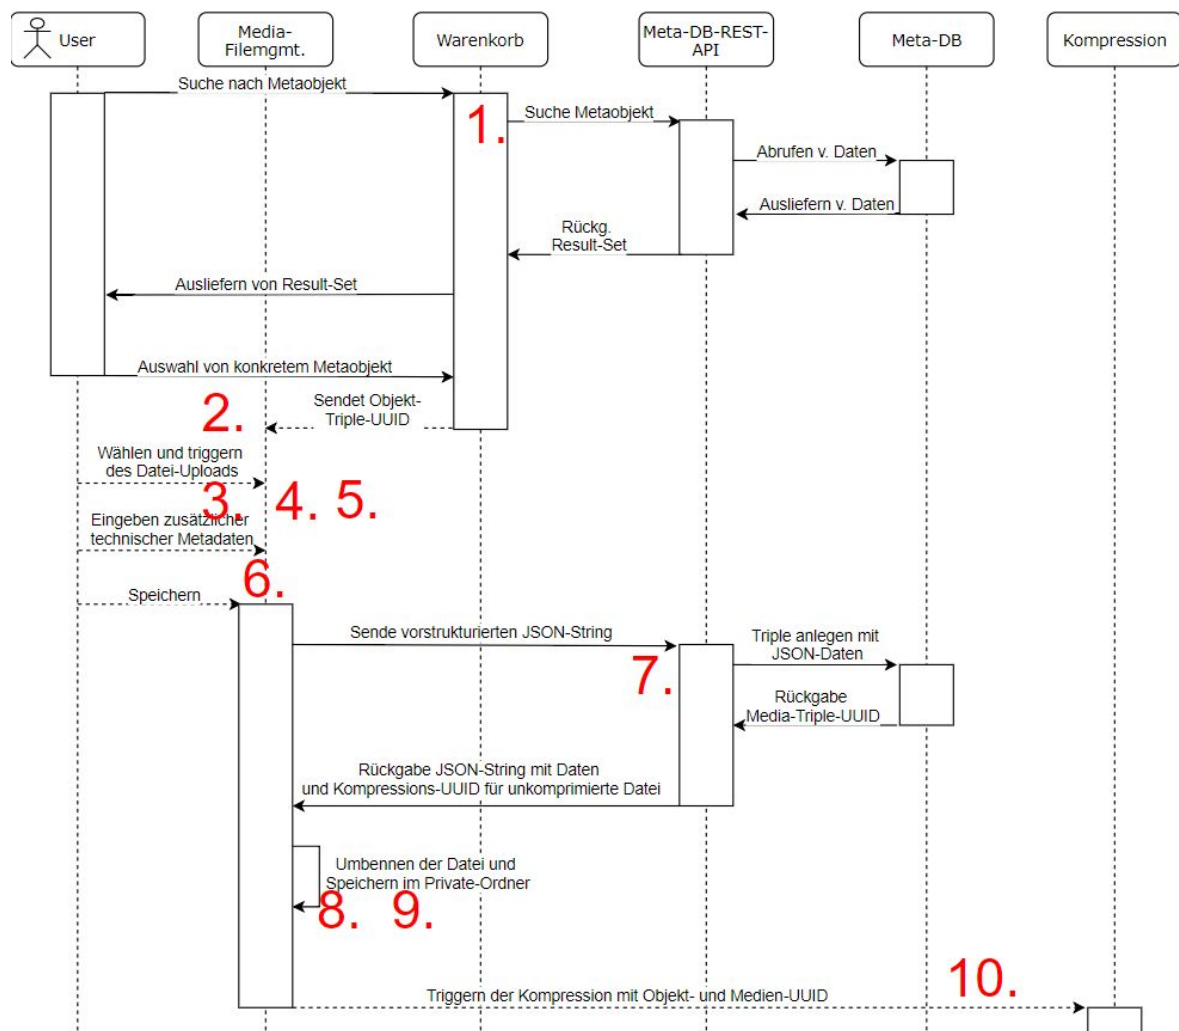 User
Media-
Filemgmt.
Warenkorb
Meta-DB-REST-
API
Meta-DB
Kompression
Suche nach Metaobjekt
1.
Suche Metaobjekt
Abrufen v. Daten
Ausliefern v. Daten
Rückg.
Result-Set
Ausliefern von Result-Set
Auswahl von konkretem Metaobjekt
2.
Sendet Objekt-
Triple-UUID
Wählen und triggern
des Datei-Uploads
3. 4. 5.
Eingeben zusätzlicher
technischer Metadaten
6.
Speichern
Sende vorstrukturierten JSON-String
7.
Triple anlegen mit
JSON-Daten
Rückgabe
Media-Triple-UUID
Rückgabe JSON-String mit Daten
und Kompressions-UUID für unkomprimierte Datei
Umbennen der Datei und
Speichern im Private-Ordner
8. 9.
10.
Triggern der Kompression mit Objekt- und Medien-UUID